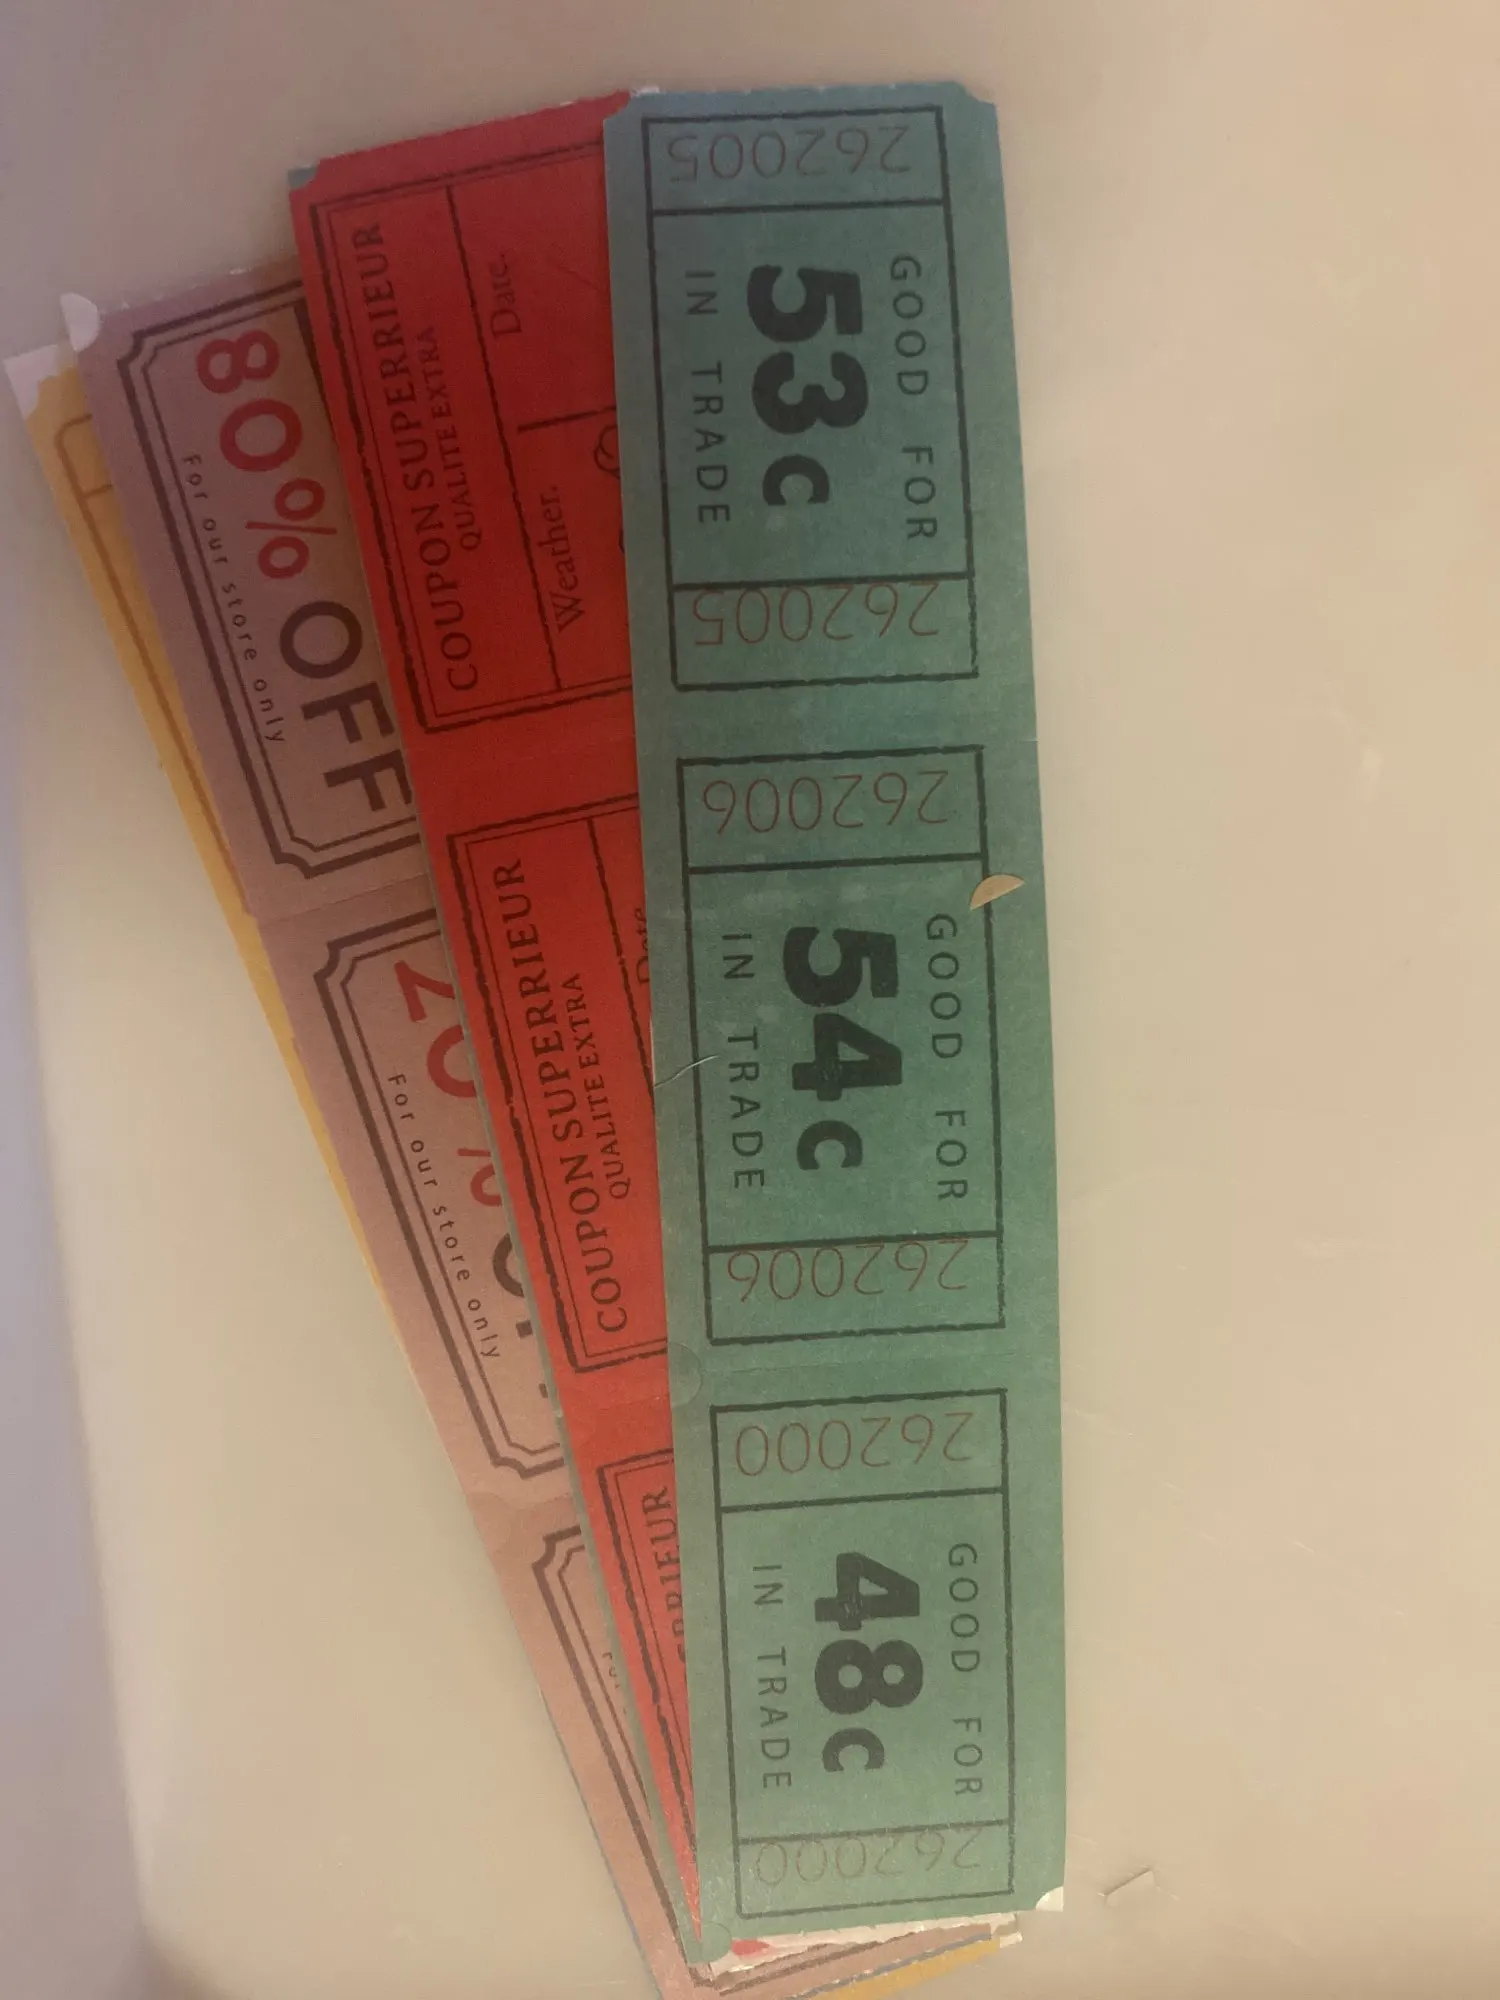 262005
GOOD FOR
53c
IN TRADE
262005
262006
GOOD FOR
54c
IN TRADE
262006
262000
GOOD FOR
48c
IN TRADE
262000
COUPON SUPERRIEUR
QUALITE EXTRA
Date.
Weather.
COUPON SUPERRIEUR
QUALITE EXTRA
80% OFF
For our store only
For our store only